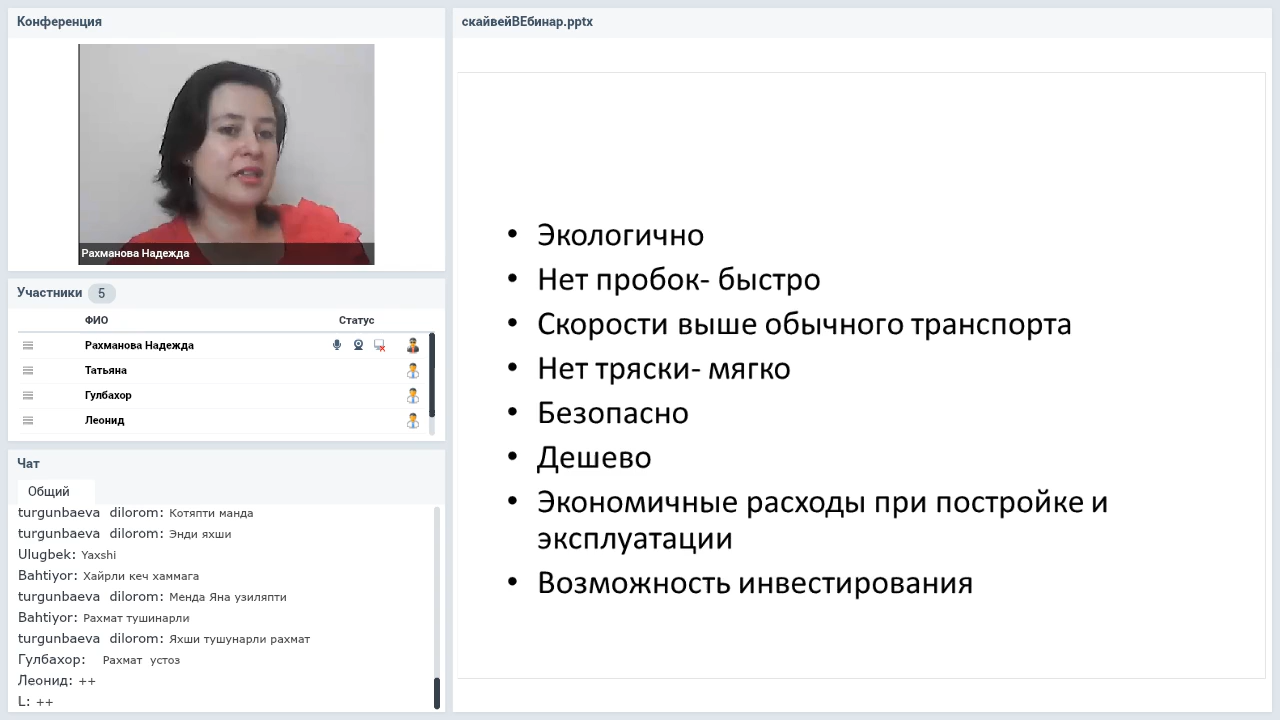 Конференция
Рахманова Надежда
Участники 5
ФИО Статус
Рахманова Надежда
Татьяна
Гулбахор
Леонид
Чат
Общий
turgunbaeva dilorom: Котяпти манда
turgunbaeva dilorom: Энди яхши
Ulugbek: Yaxshi
Bahtiyor: Хайрли кеч хаммага
turgunbaeva dilorom: Менда Яна узиляпти
Bahtiyor: Рахмат тушинарли
turgunbaeva dilorom: Яхши тушунарли рахмат
Гулбахор: Рахмат устоз
Леонид: ++
L: ++
скайвейВЕбинар.pptx
• Экологично
• Нет пробок- быстро
• Скорости выше обычного транспорта
• Нет тряски- мягко
• Безопасно
• Дешево
• Экономичные расходы при постройке и
эксплуатации
• Возможность инвестирования